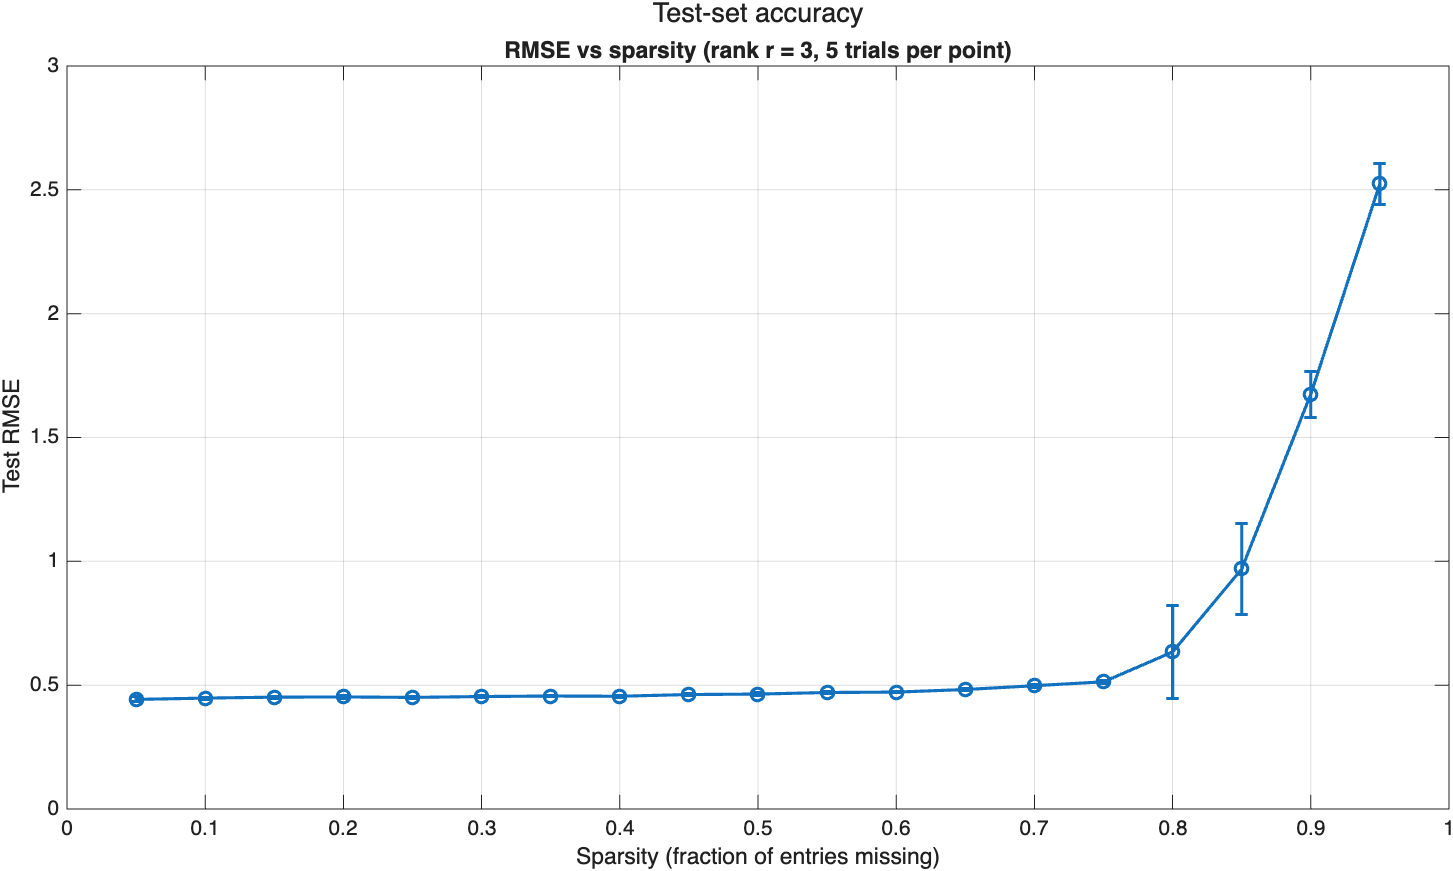 Test-set accuracy
RMSE vs sparsity (rank r = 3, 5 trials per point)
3
2.5
2
1.5
1
0.5
0
Test RMSE
0 0.1 0.2 0.3 0.4 0.5 0.6 0.7 0.8 0.9 1
Sparsity (fraction of entries missing)